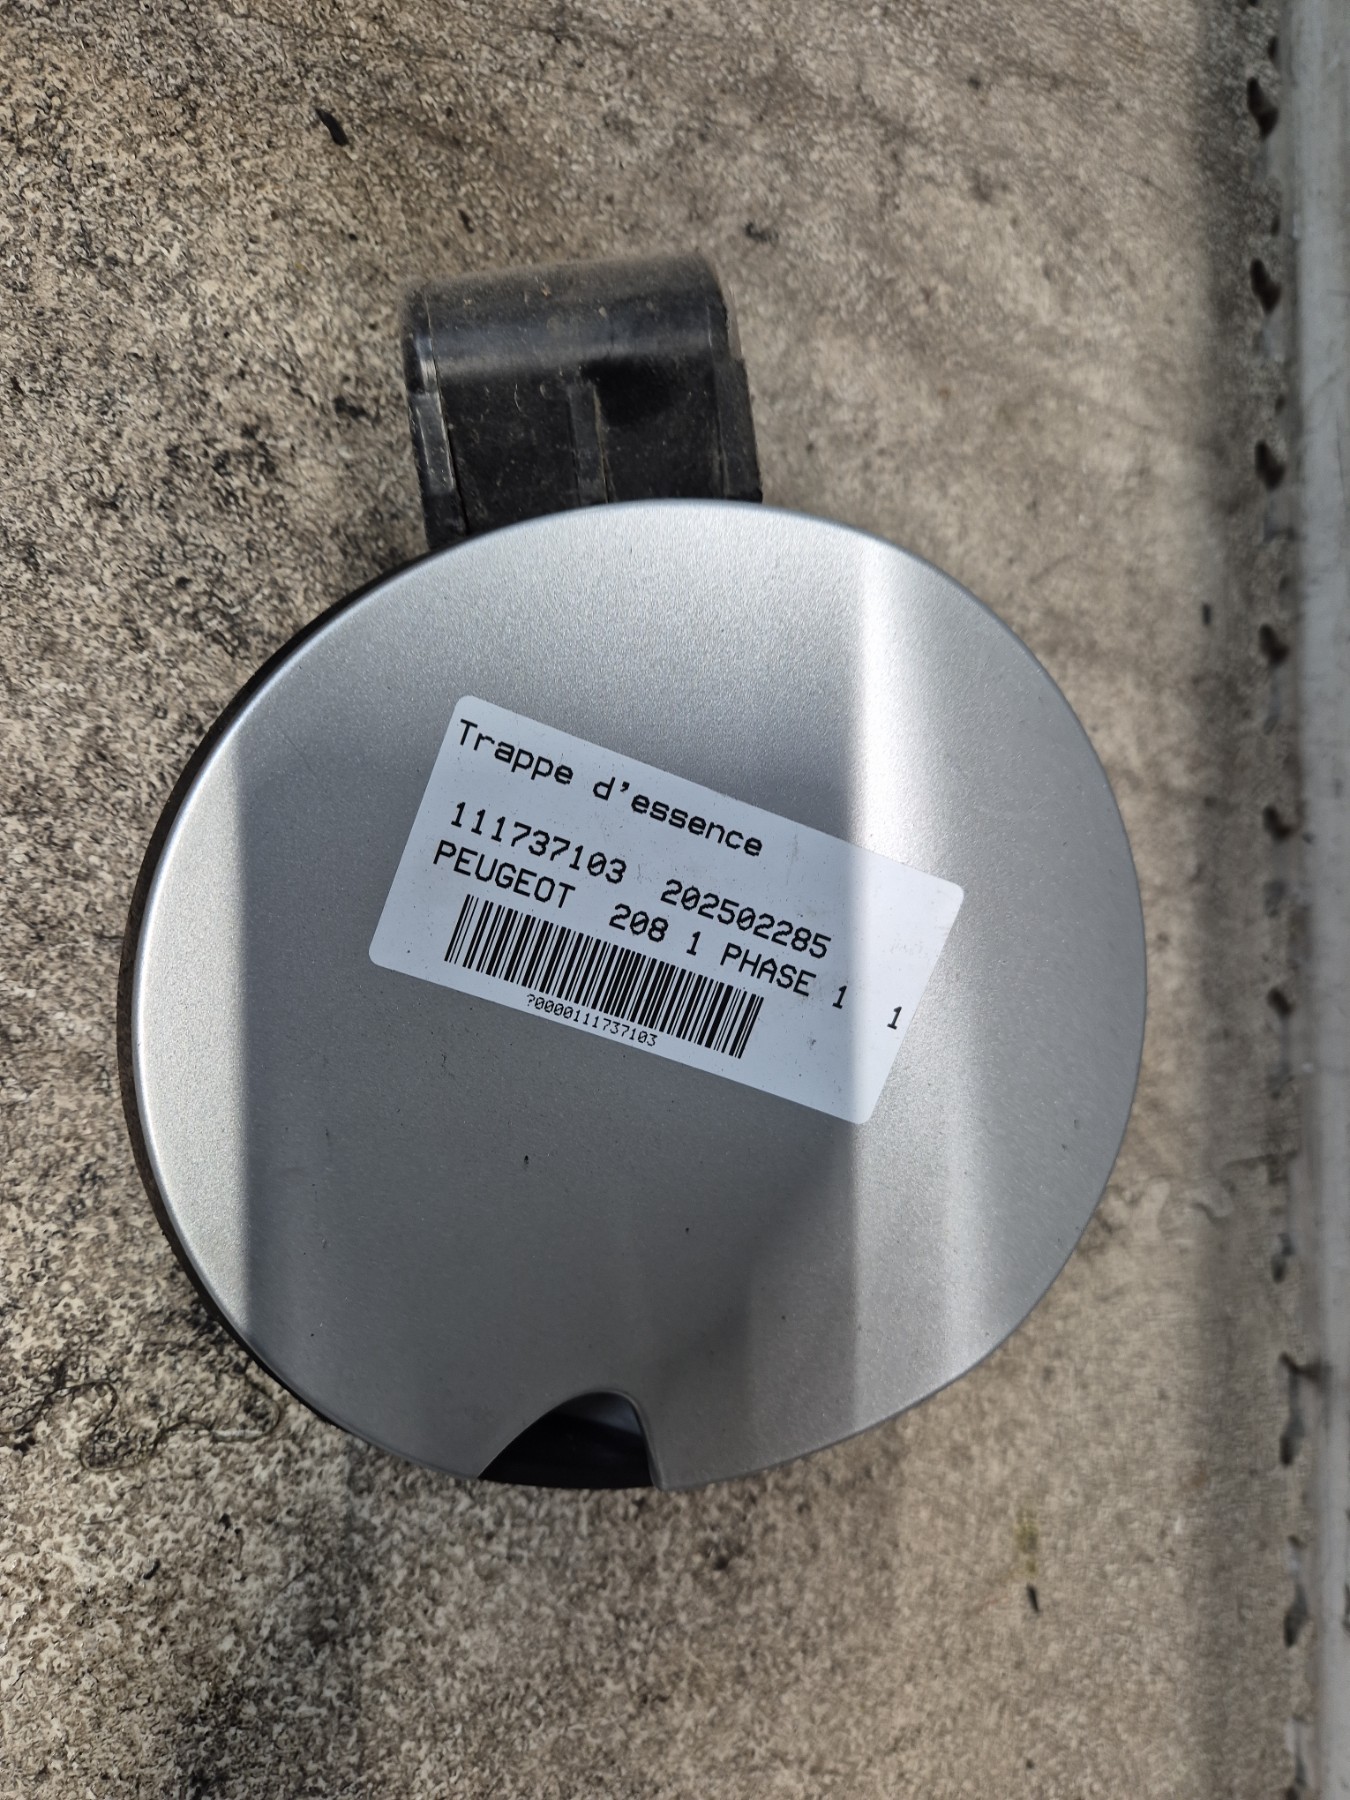 Trappe d'essence
111737103 202502285
PEUGEOT 208 1 PHASE 1 1
?0000111737103